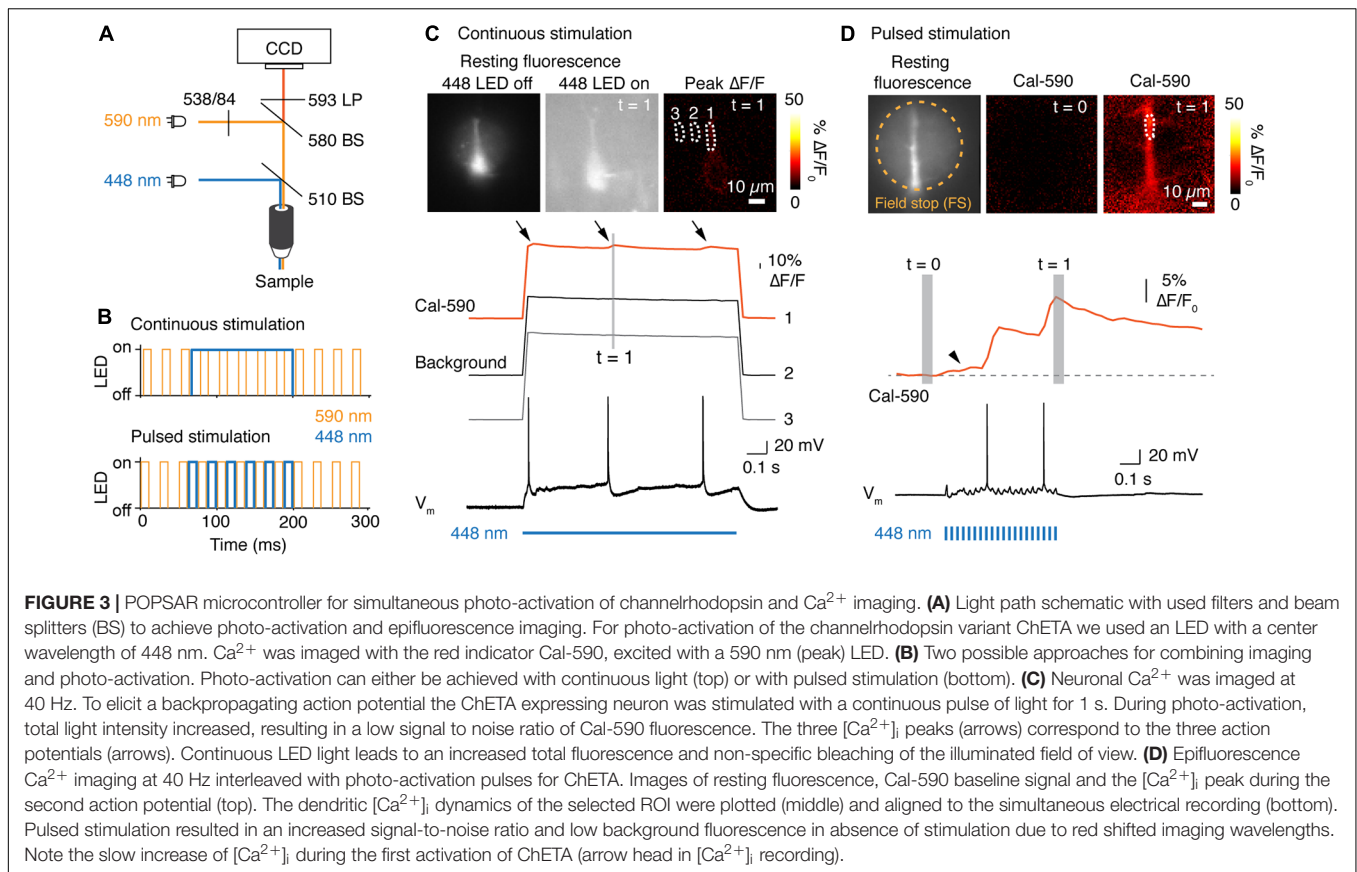 A
CCD
538/84
593 LP
590 nm
580 BS
448 nm
510 BS
Sample
B
Continuous stimulation
on
LED
off
590 nm
Pulsed stimulation 448 nm
on
LED
off
0 100 200 300
Time (ms)
C Continuous stimulation
Resting fluorescence
448 LED off 448 LED on Peak ΔF/F
t = 1 t = 1
3 2 1
10 µm
50
% ΔF/F₀
0
10%
ΔF/F
Cal-590
1
Background
t = 1
2
3
20 mV
0.1 s
Vₘ
448 nm
D Pulsed stimulation
Resting
fluorescence Cal-590 Cal-590
t = 0 t = 1
Field stop (FS)
10 µm
50
% ΔF/F₀
0
t = 0 t = 1
5%
ΔF/F₀
Cal-590
20 mV
0.1 s
Vₘ
448 nm
FIGURE 3 | POPSAR microcontroller for simultaneous photo-activation of channelrhodopsin and Ca²⁺ imaging. (A) Light path schematic with used filters and beam
splitters (BS) to achieve photo-activation and epifluorescence imaging. For photo-activation of the channelrhodopsin variant ChETA we used an LED with a center
wavelength of 448 nm. Ca²⁺ was imaged with the red indicator Cal-590, excited with a 590 nm (peak) LED. (B) Two possible approaches for combining imaging
and photo-activation. Photo-activation can either be achieved with continuous light (top) or with pulsed stimulation (bottom). (C) Neuronal Ca²⁺ was imaged at
40 Hz. To elicit a backpropagating action potential the ChETA expressing neuron was stimulated with a continuous pulse of light for 1 s. During photo-activation,
total light intensity increased, resulting in a low signal to noise ratio of Cal-590 fluorescence. The three [Ca²⁺]ᵢ peaks (arrows) correspond to the three action
potentials (arrows). Continuous LED light leads to an increased total fluorescence and non-specific bleaching of the illuminated field of view. (D) Epifluorescence
Ca²⁺ imaging at 40 Hz interleaved with photo-activation pulses for ChETA. Images of resting fluorescence, Cal-590 baseline signal and the [Ca²⁺]ᵢ peak during the
second action potential (top). The dendritic [Ca²⁺]ᵢ dynamics of the selected ROI were plotted (middle) and aligned to the simultaneous electrical recording (bottom).
Pulsed stimulation resulted in an increased signal-to-noise ratio and low background fluorescence in absence of stimulation due to red shifted imaging wavelengths.
Note the slow increase of [Ca²⁺]ᵢ during the first activation of ChETA (arrow head in [Ca²⁺]ᵢ recording).